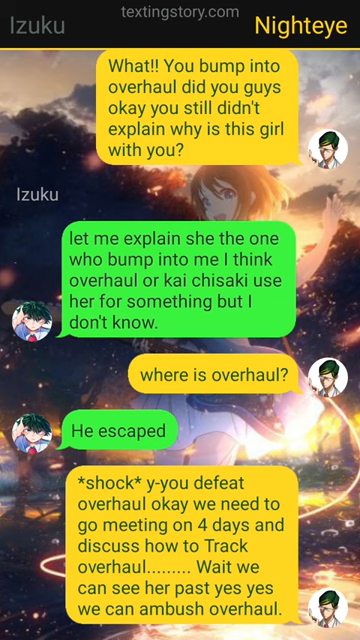 textingstory.com
Izuku
Nighteye
What!! You bump into
overhaul did you guys
okay you still didn't
explain why is this girl
with you?
Izuku
let me explain she the one
who bump into me I think
overhaul or kai chisaki use
her for something but I
don't know.
where is overhaul?
He escaped
*shock* y-you defeat
overhaul okay we need to
go meeting on 4 days and
discuss how to Track
overhaul......... Wait we
can see her past yes yes
we can ambush overhaul.